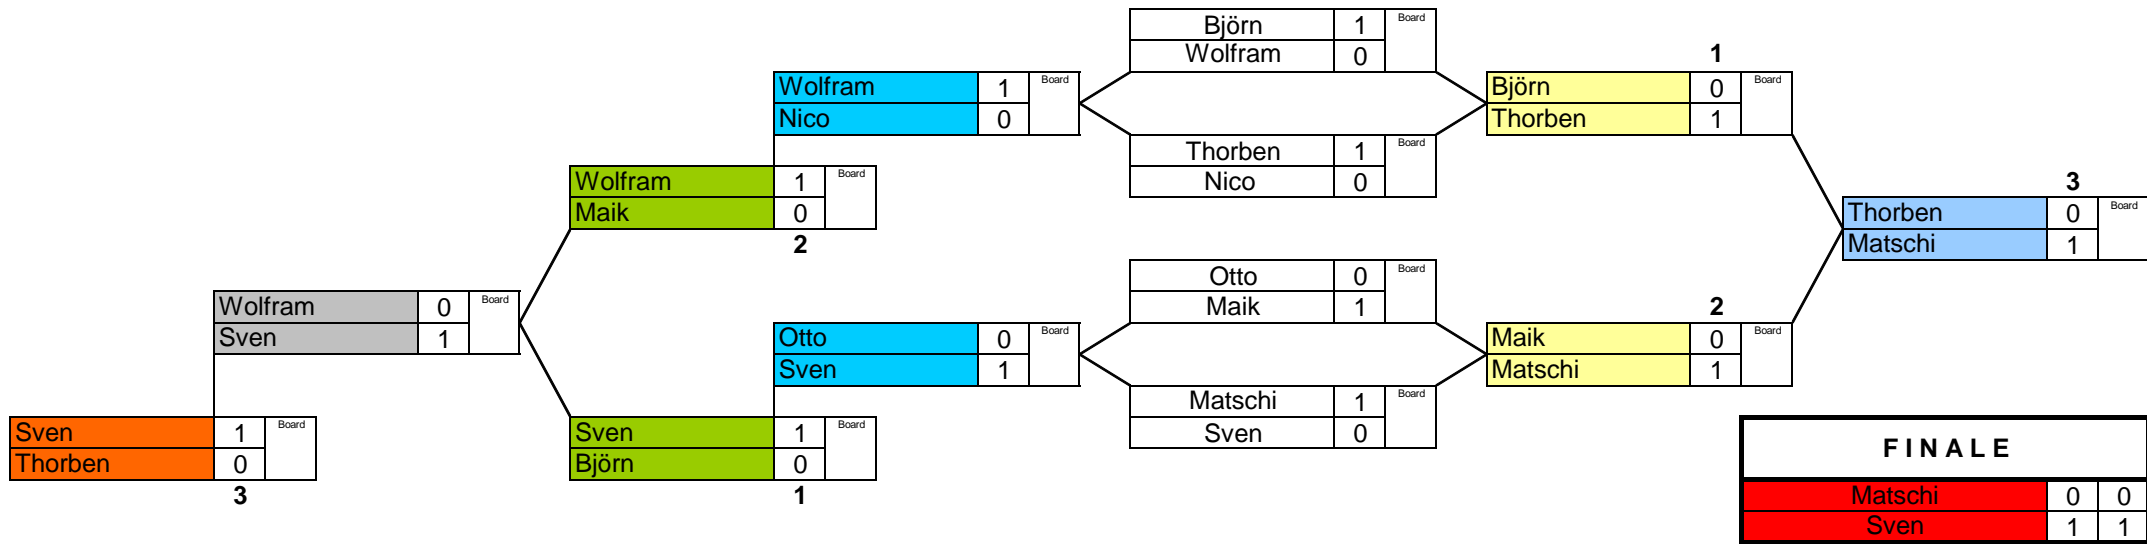 Björn 1 Board
Wolfram 0
1
Wolfram 1 Board
Nico 0
Björn 0 Board
Thorben 1
Thorben 1 Board
Nico 0
Wolfram 1 Board
Maik 0
2
3
Thorben 0 Board
Matschi 1
Otto 0 Board
Maik 1
Wolfram 0 Board
Sven 1
2
Otto 0 Board
Sven 1
Maik 0 Board
Matschi 1
Matschi 1 Board
Sven 0
Sven 1 Board
Thorben 0
3
Sven 1 Board
Björn 0
1
FINALE
Matschi 0 0
Sven 1 1